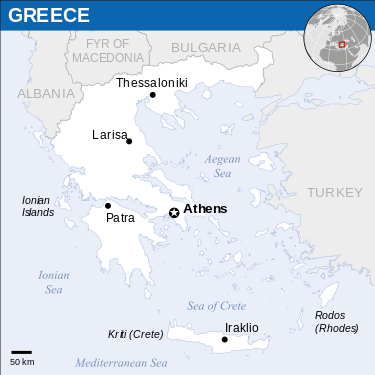 GREECE
FYR OF
MACEDONIA
BULGARIA
ALBANIA
Thessaloniki
Larisa
Aegean
Sea
TURKEY
Ionian
Islands
Patra
Athens
Ionian
Sea
Sea of Crete
Rodos
(Rhodes)
Kriti (Crete)
Iraklio
50 km
Mediterranean Sea